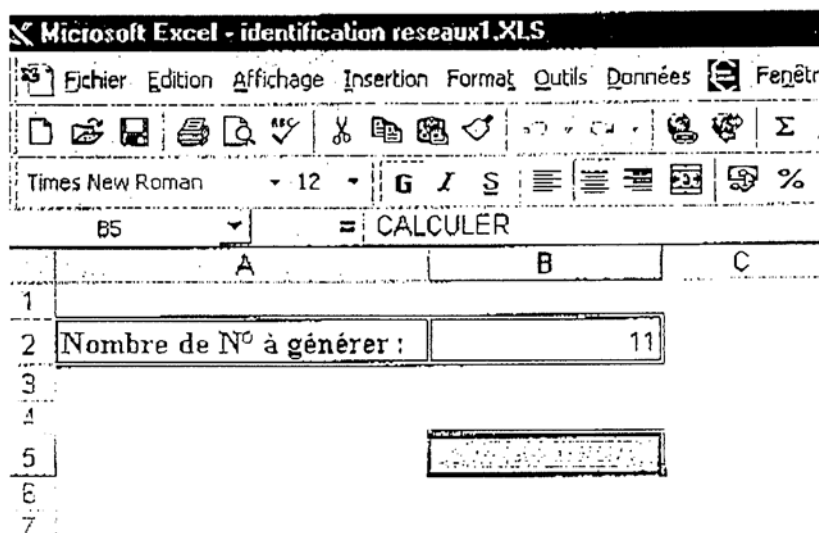 Microsoft Excel - identification reseaux1.XLS
Fichier Edition Affichage Insertion Format Outils Données Fenêtr
ABC Σ
Times New Roman 12 G I S %
B5 = CALCULER
A B C
1
2 Nombre de N° à générer : 11
3
4
5
6
7